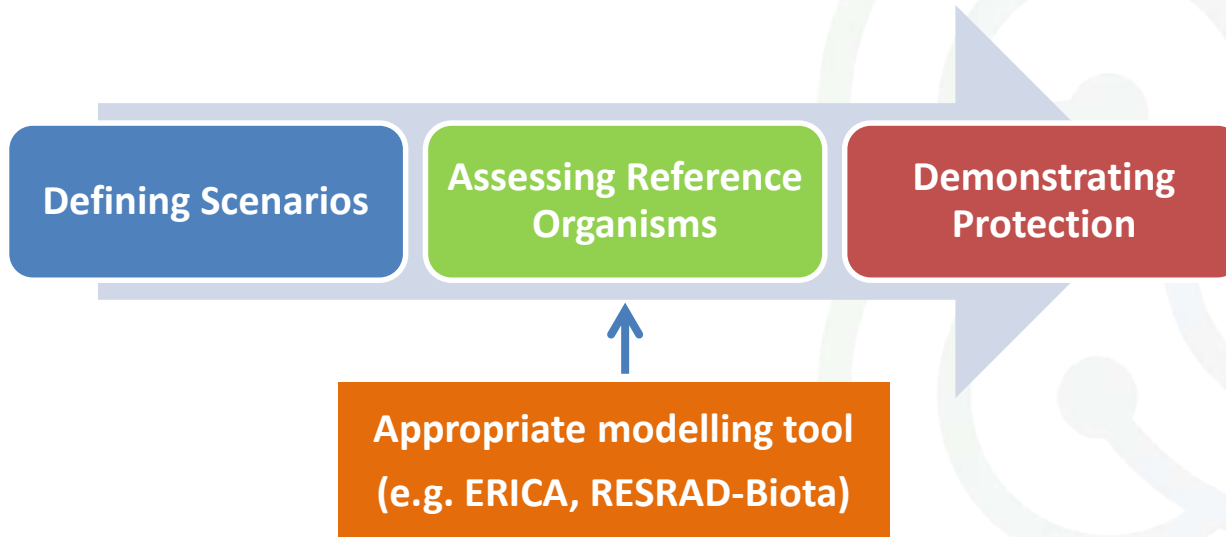 Defining Scenarios
Assessing Reference
Organisms
Demonstrating
Protection
Appropriate modelling tool
(e.g. ERICA, RESRAD-Biota)